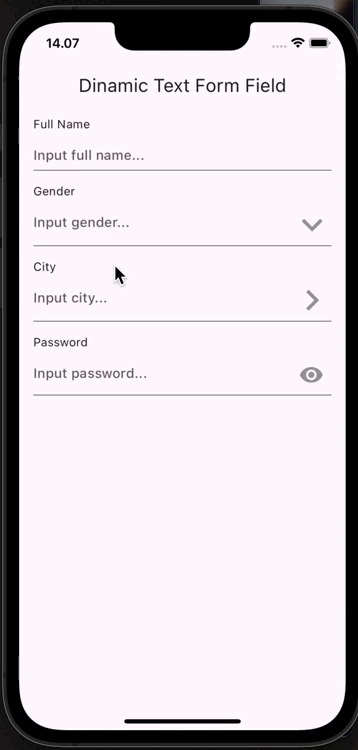 14.07
Dinamic Text Form Field
Full Name
Input full name...
Gender
Input gender...
City
Input city...
Password
Input password...